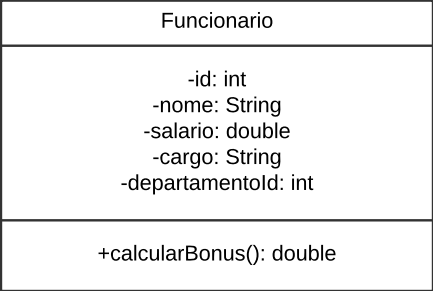 Funcionario
-id: int
-nome: String
-salario: double
-cargo: String
-departamentoId: int
+calcularBonus(): double